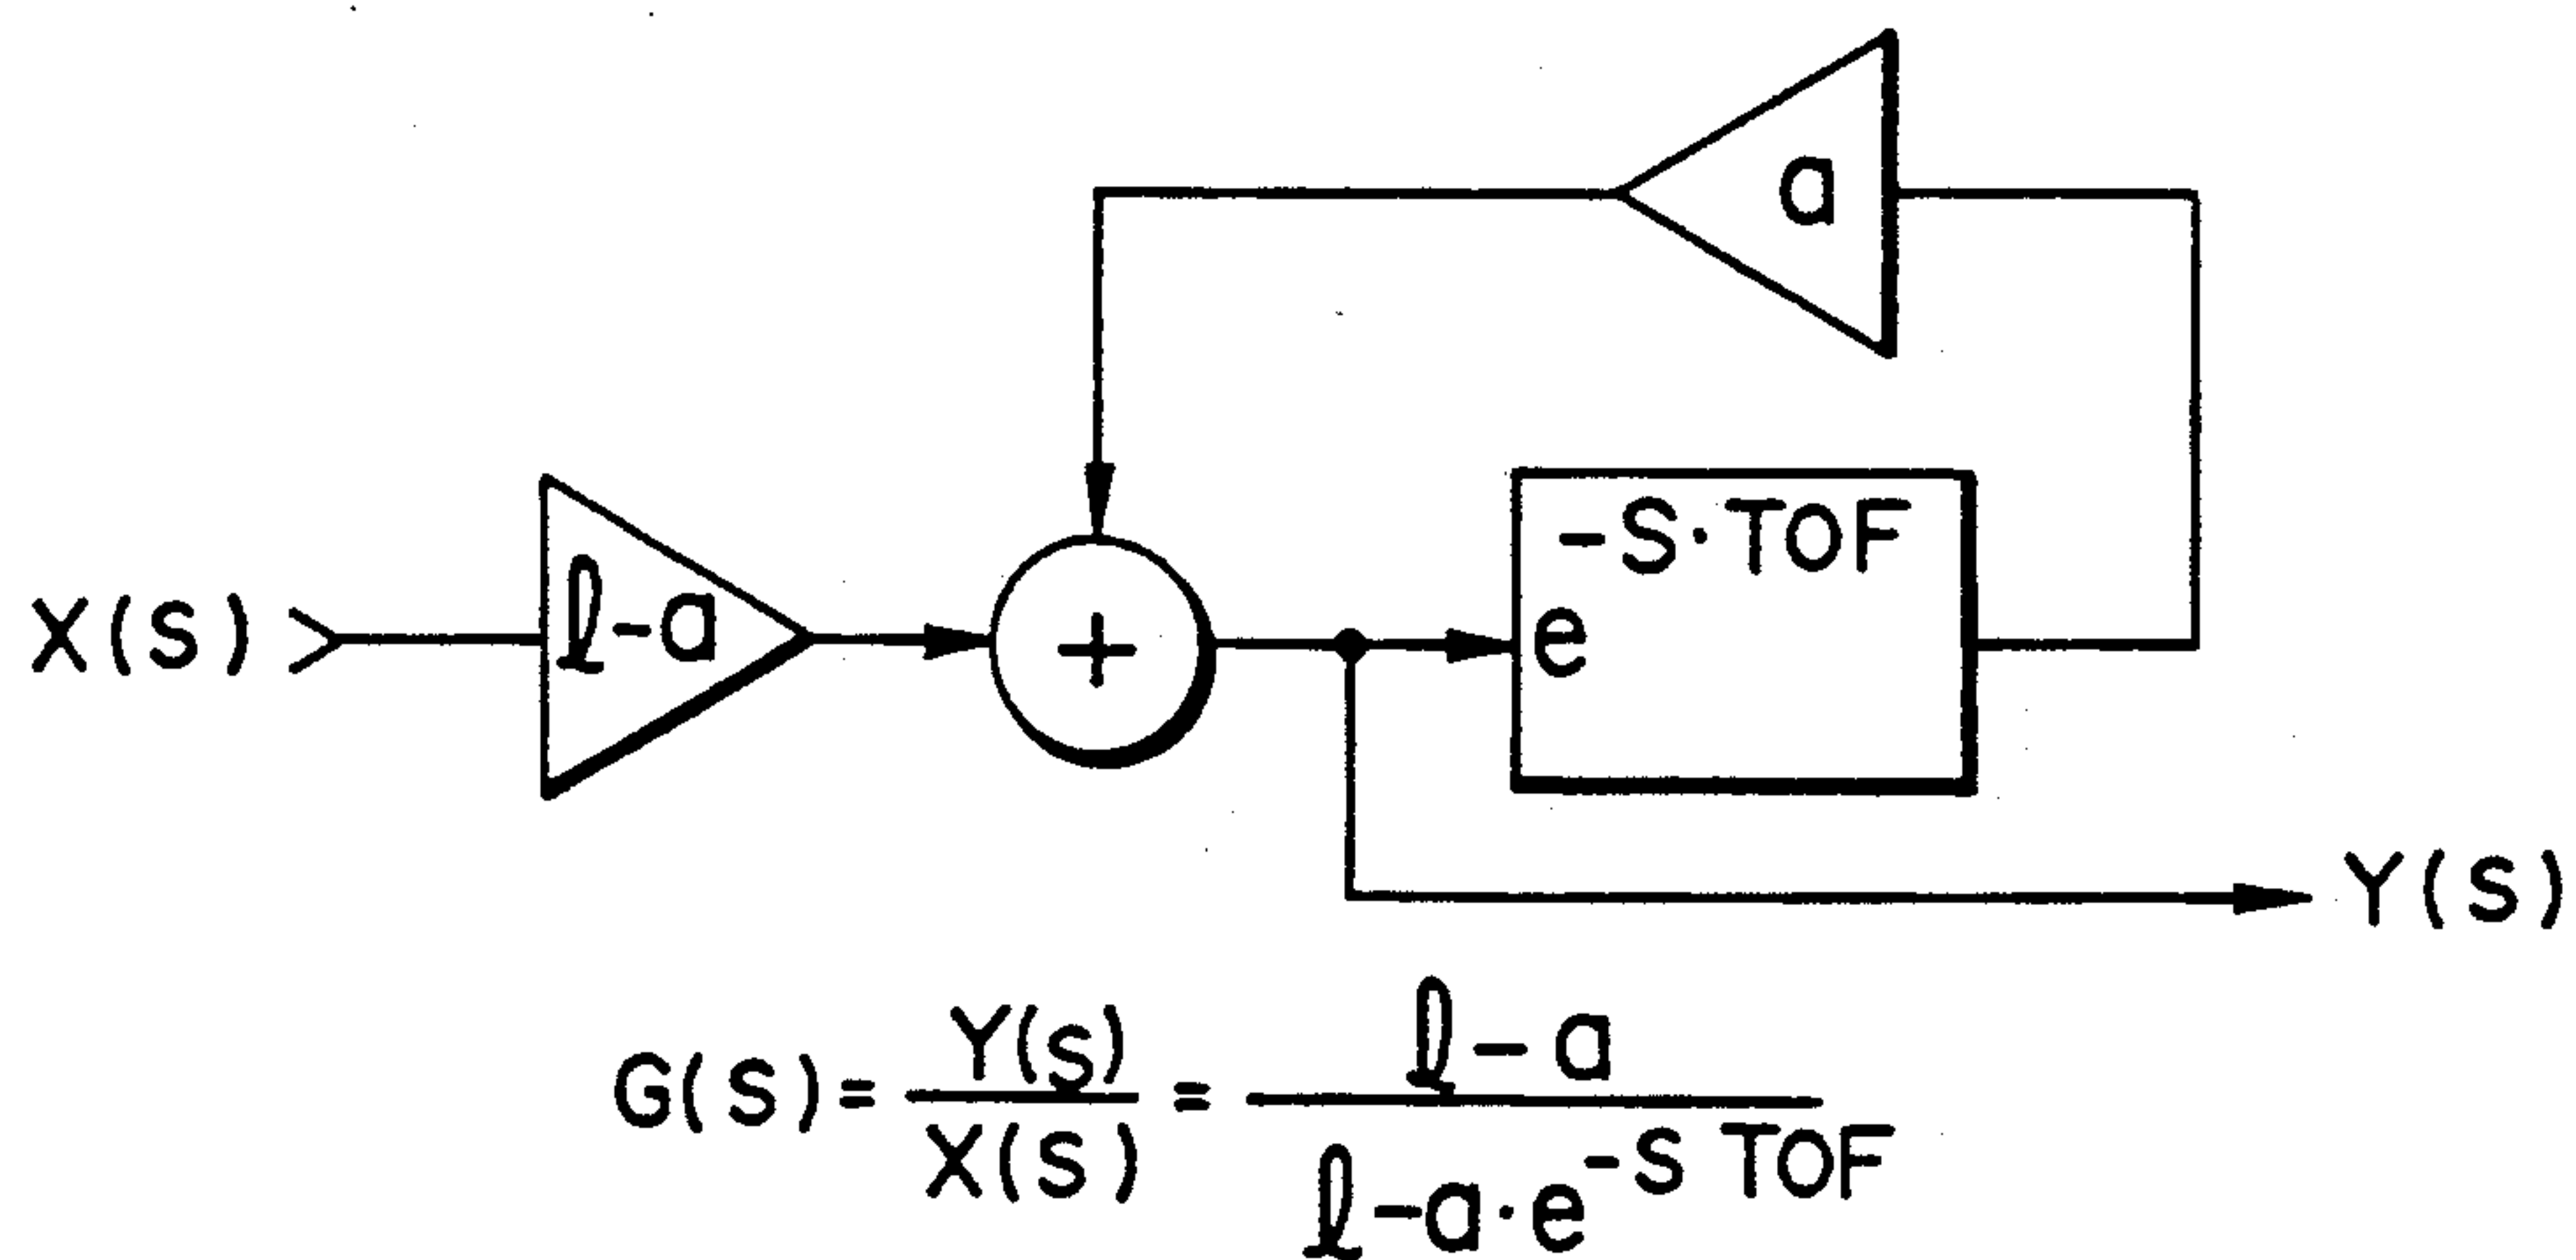 a
-S·TOF
e
X(S)
ℓ-a
+
Y(S)
G(S) = Y(S) / X(S) = ℓ-a / ℓ-a·e^-S TOF